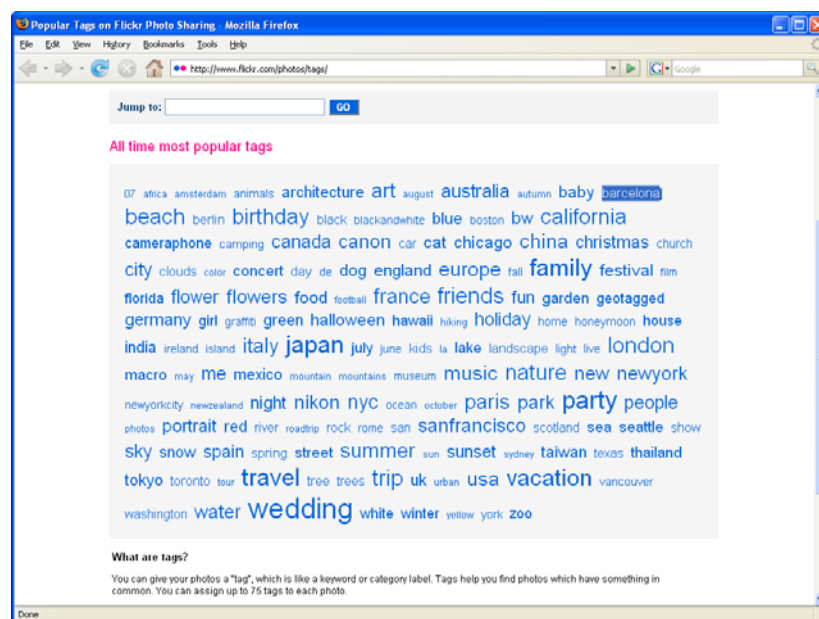 Popular Tags on Flickr Photo Sharing - Mozilla Firefox
File Edit View History Bookmarks Tools Help
http://www.flickr.com/photos/tags/ Google
Jump to: GO
All time most popular tags
07 africa amsterdam animals architecture art august australia autumn baby barcelona
beach berlin birthday black blackandwhite blue boston bw california
cameraphone camping canada canon car cat chicago china christmas church
city clouds color concert day de dog england europe fall family festival film
florida flower flowers food football france friends fun garden geotagged
germany girl graffiti green halloween hawaii hiking holiday home honeymoon house
india ireland island italy japan july june kids la lake landscape light live london
macro may me mexico mountain mountains museum music nature new newyork
newyorkcity newzealand night nikon nyc ocean october paris park party people
photos portrait red river roadtrip rock rome san sanfrancisco scotland sea seattle show
sky snow spain spring street summer sun sunset sydney taiwan texas thailand
tokyo toronto tour travel tree trees trip uk urban usa vacation vancouver
washington water wedding white winter yellow york zoo
What are tags?
You can give your photos a "tag", which is like a keyword or category label. Tags help you find photos which have something in
common. You can assign up to 75 tags to each photo.
Done